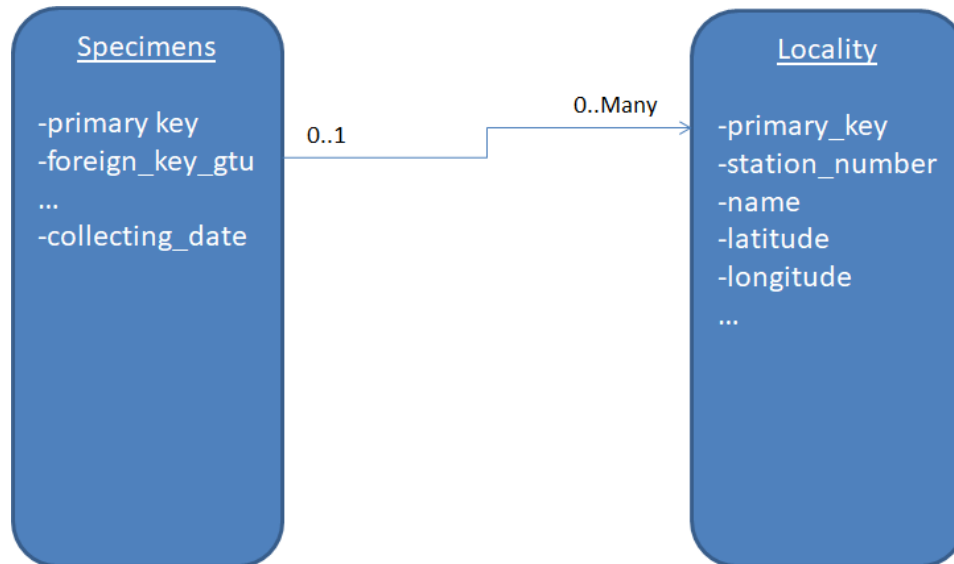 Specimens
-primary key
-foreign_key_gtu
...
-collecting_date
0..1
0..Many
Locality
-primary_key
-station_number
-name
-latitude
-longitude
...